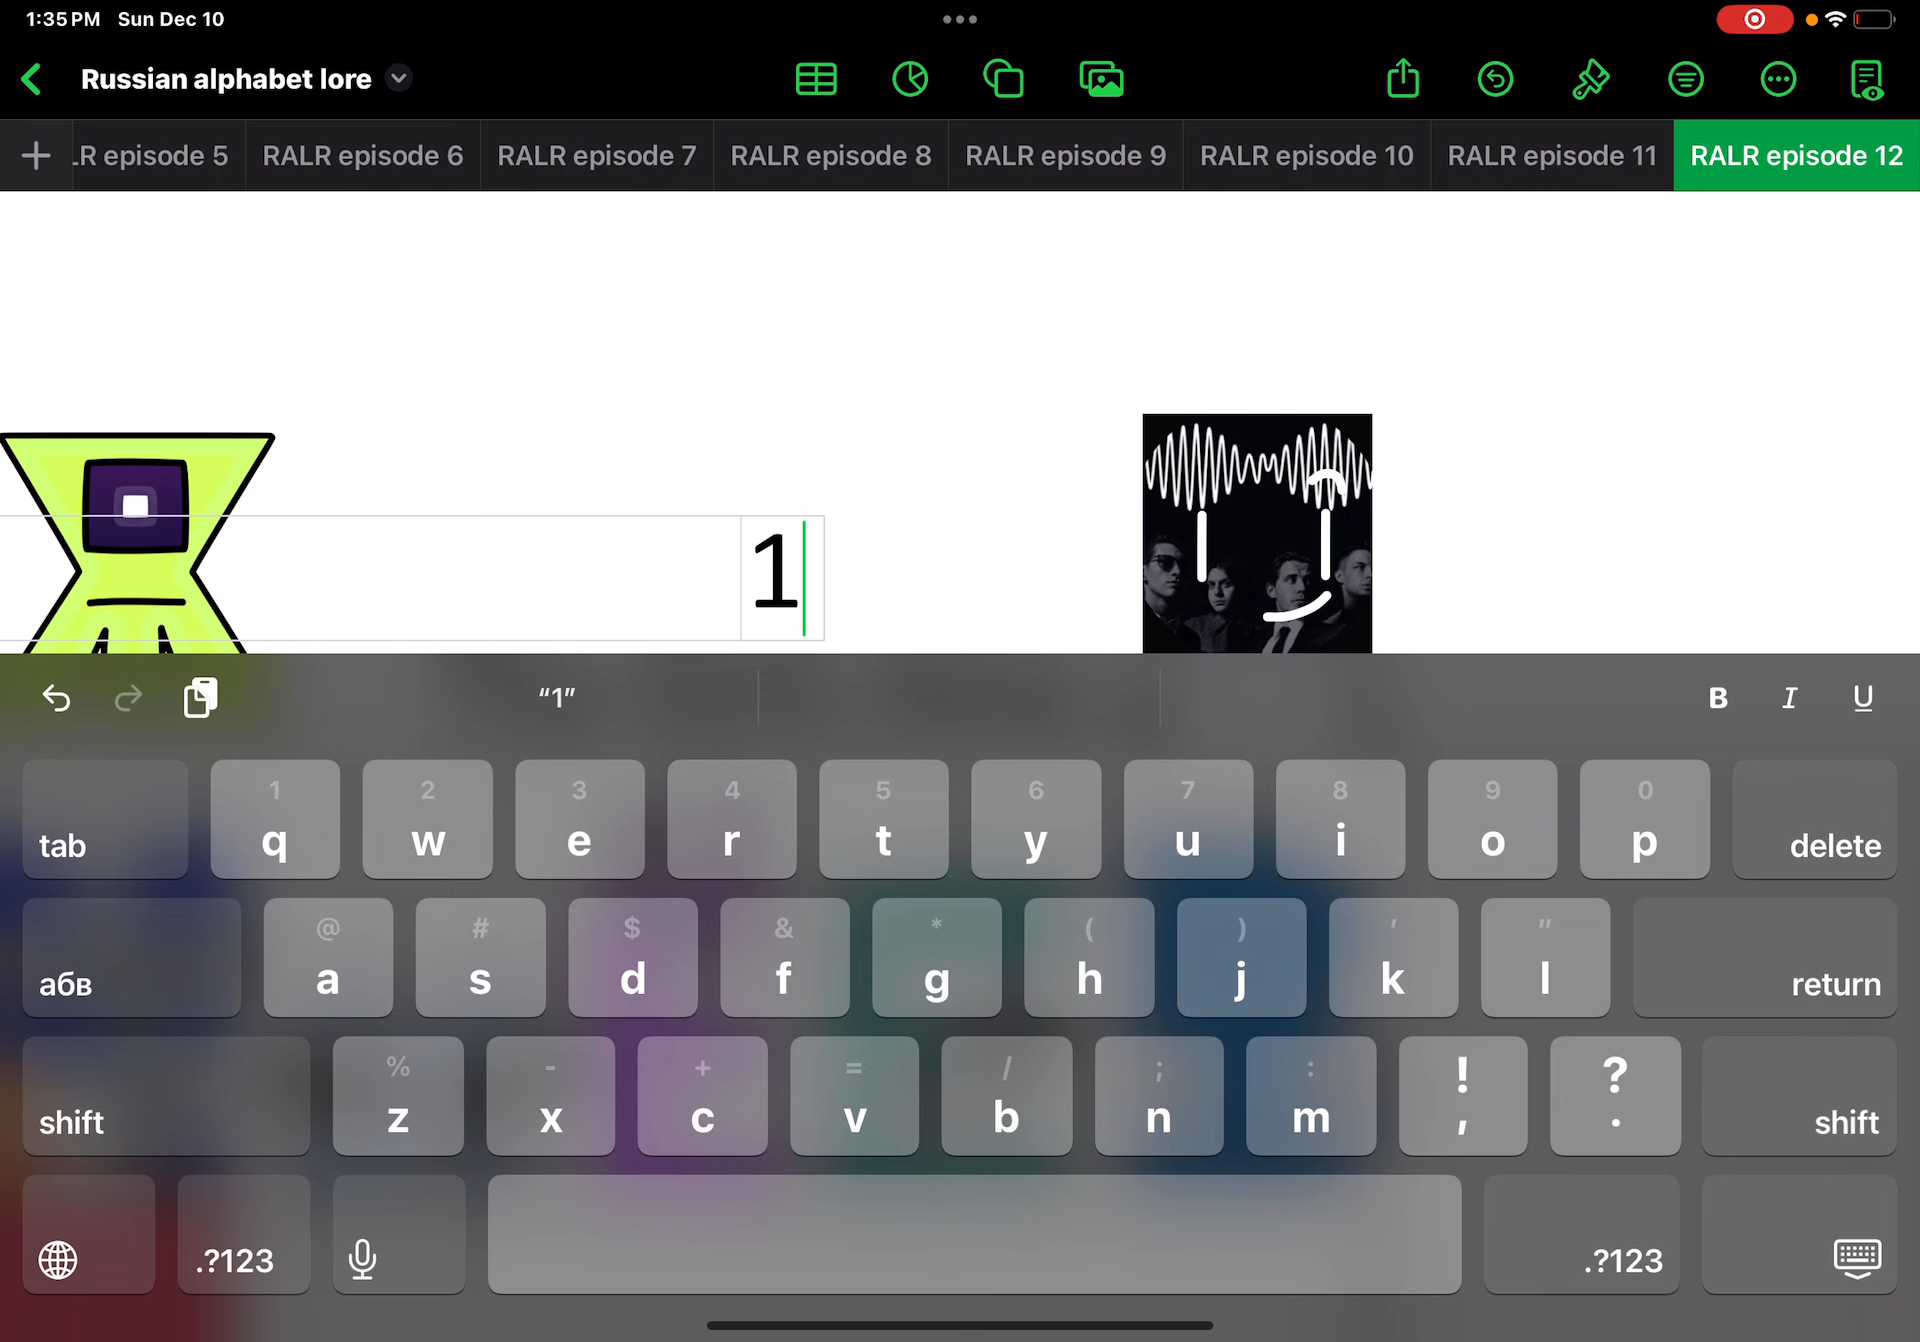 1:35 PM Sun Dec 10
Russian alphabet lore
LR episode 5 RALR episode 6 RALR episode 7 RALR episode 8 RALR episode 9 RALR episode 10 RALR episode 11 RALR episode 12
1
“1” B I U
tab 1 q 2 w 3 e 4 r 5 t 6 y 7 u 8 i 9 o 0 p delete
абв @ a # s $ d & f * g ( h ) j ' k " l return
shift % z - x + c = v / b ; n : m ! , ? . shift
.?123 .?123